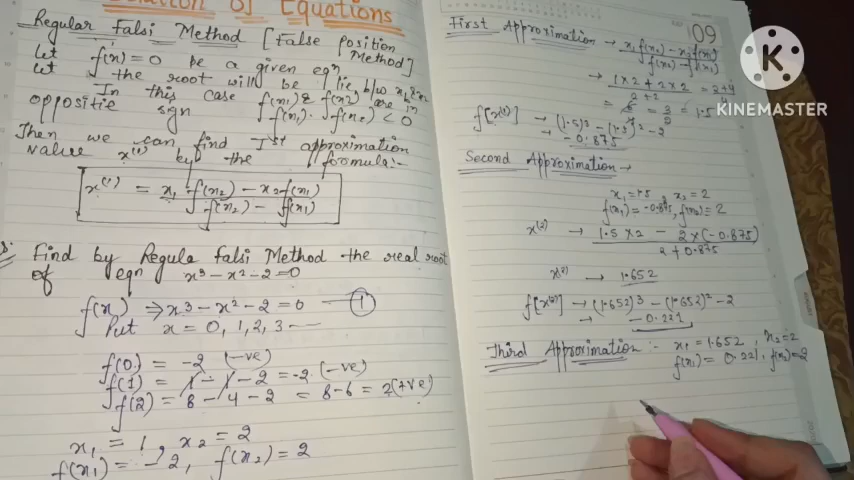 Solution of Equations
Regular Falsi Method [False position
Method]
let f(x) = 0 be a given eqn
let the root will be lie b/w x₁ & x₂
In this case f(x₁) & f(x₂) are in
oppositie sign f(x₁). f(x₂) < 0
Then we can find Ist approximation
value x⁽¹⁾ by the formula:-
x⁽¹⁾ = x₁ f(x₂) - x₂ f(x₁)
f(x₂) - f(x₁)
Find by Regula Falsi Method the real root
of eqn x³ - x² - 2 = 0
f(x) ⇒ x³ - x² - 2 = 0 — ①
Put x = 0, 1, 2, 3 ---
f(0) = -2 (-ve)
f(1) = 1 - 1 - 2 = -2 (-ve)
f(2) = 8 - 4 - 2 = 8 - 6 = 2 (+ve)
x₁ = 1 x₂ = 2
f(x₁) = -2, f(x₂) = 2
109
First Approximation → x₁ f(x₂) - x₂ f(x₁)
f(x₂) - f(x₁)
→ 1×2 + 2×2 = 2+4
2+2
= 3 = 1.5
f[x⁽¹⁾] → (1.5)³ - (1.5)² - 2
→ -0.875
Second Approximation →
x₁ = 1.5, x₂ = 2
f(x₁) = -0.875, f(x₂) = 2
x⁽²⁾ → 1.5×2 - 2×(-0.875)
2 + 0.875
x⁽²⁾ → 1.652
f[x⁽²⁾] → (1.652)³ - (1.652)² - 2
→ -0.221
Third Approximation :- x₁ = 1.652, x₂ = 2
f(x₁) = 0.221, f(x₂) = 2
KINEMASTER